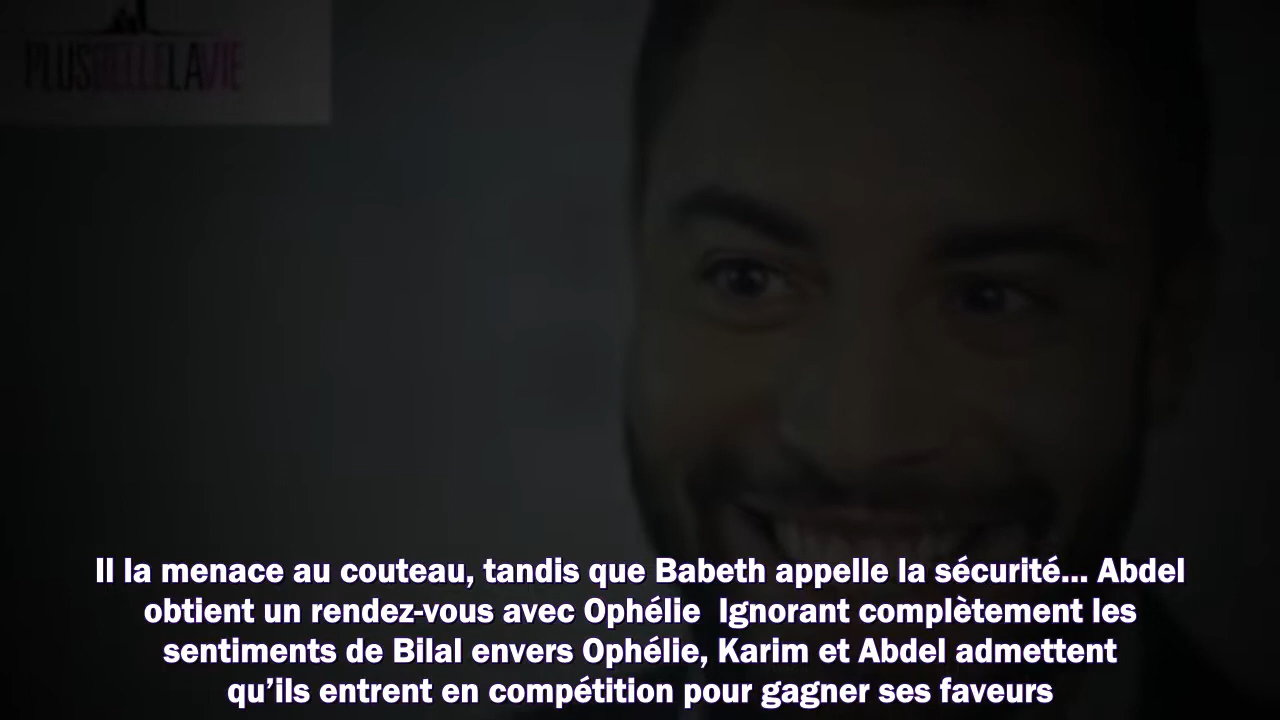 PLUSBELLELAVIE
Il la menace au couteau, tandis que Babeth appelle la sécurité... Abdel
obtient un rendez-vous avec Ophélie  Ignorant complètement les
sentiments de Bilal envers Ophélie, Karim et Abdel admettent
qu’ils entrent en compétition pour gagner ses faveurs